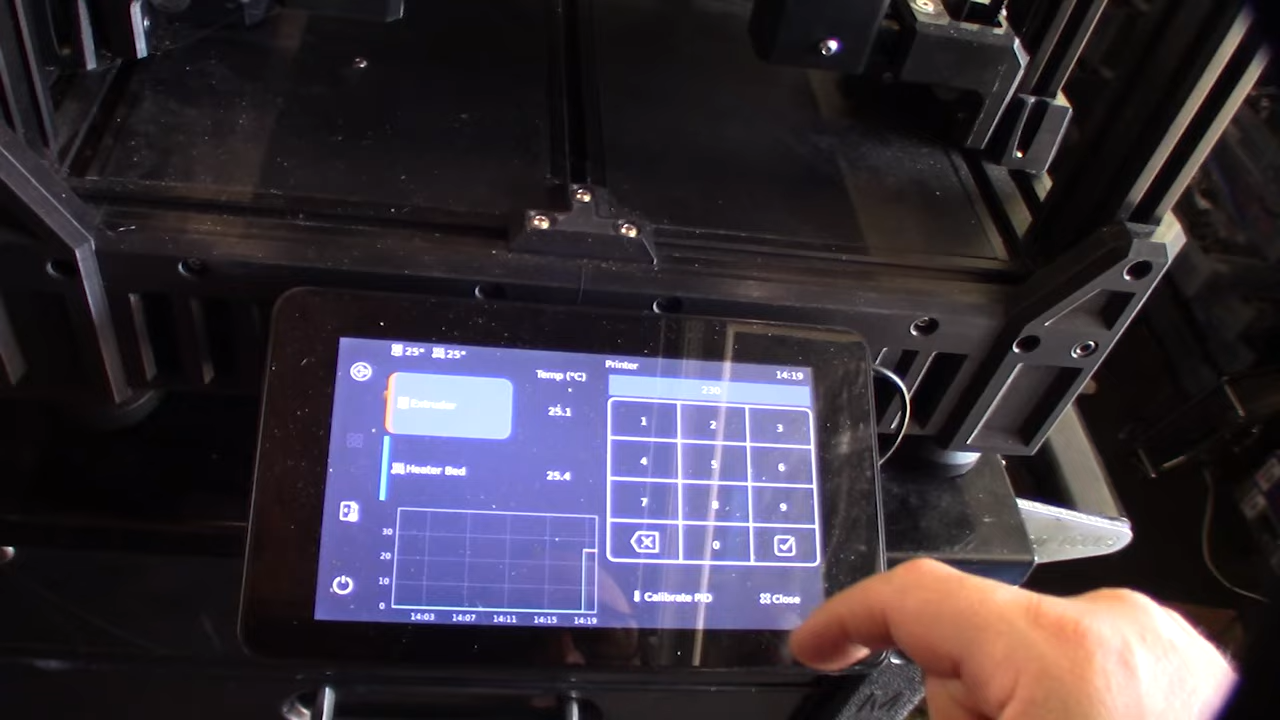 25° 25°
Printer
14:19
Temp (°C)
230
Extruder
25.1
Heater Bed
25.4
1 2 3
4 5 6
7 8 9
0
30
20
10
0
14:03 14:07 14:11 14:15 14:19
Calibrate PID
Close